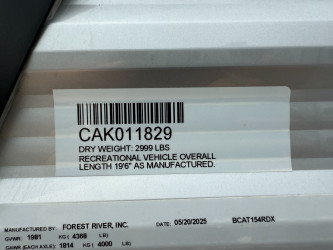 CAK011829
DRY WEIGHT: 2999 LBS
RECREATIONAL VEHICLE OVERALL
LENGTH 19'6" AS MANUFACTURED.
MANUFACTURED BY: FOREST RIVER, INC. DATE: 05/20/2025 BCAT154RDX
GVWR: 1981 KG ( 4368 LB)
GAWR (EACH AXLE): 1814 KG ( 4000 LB)